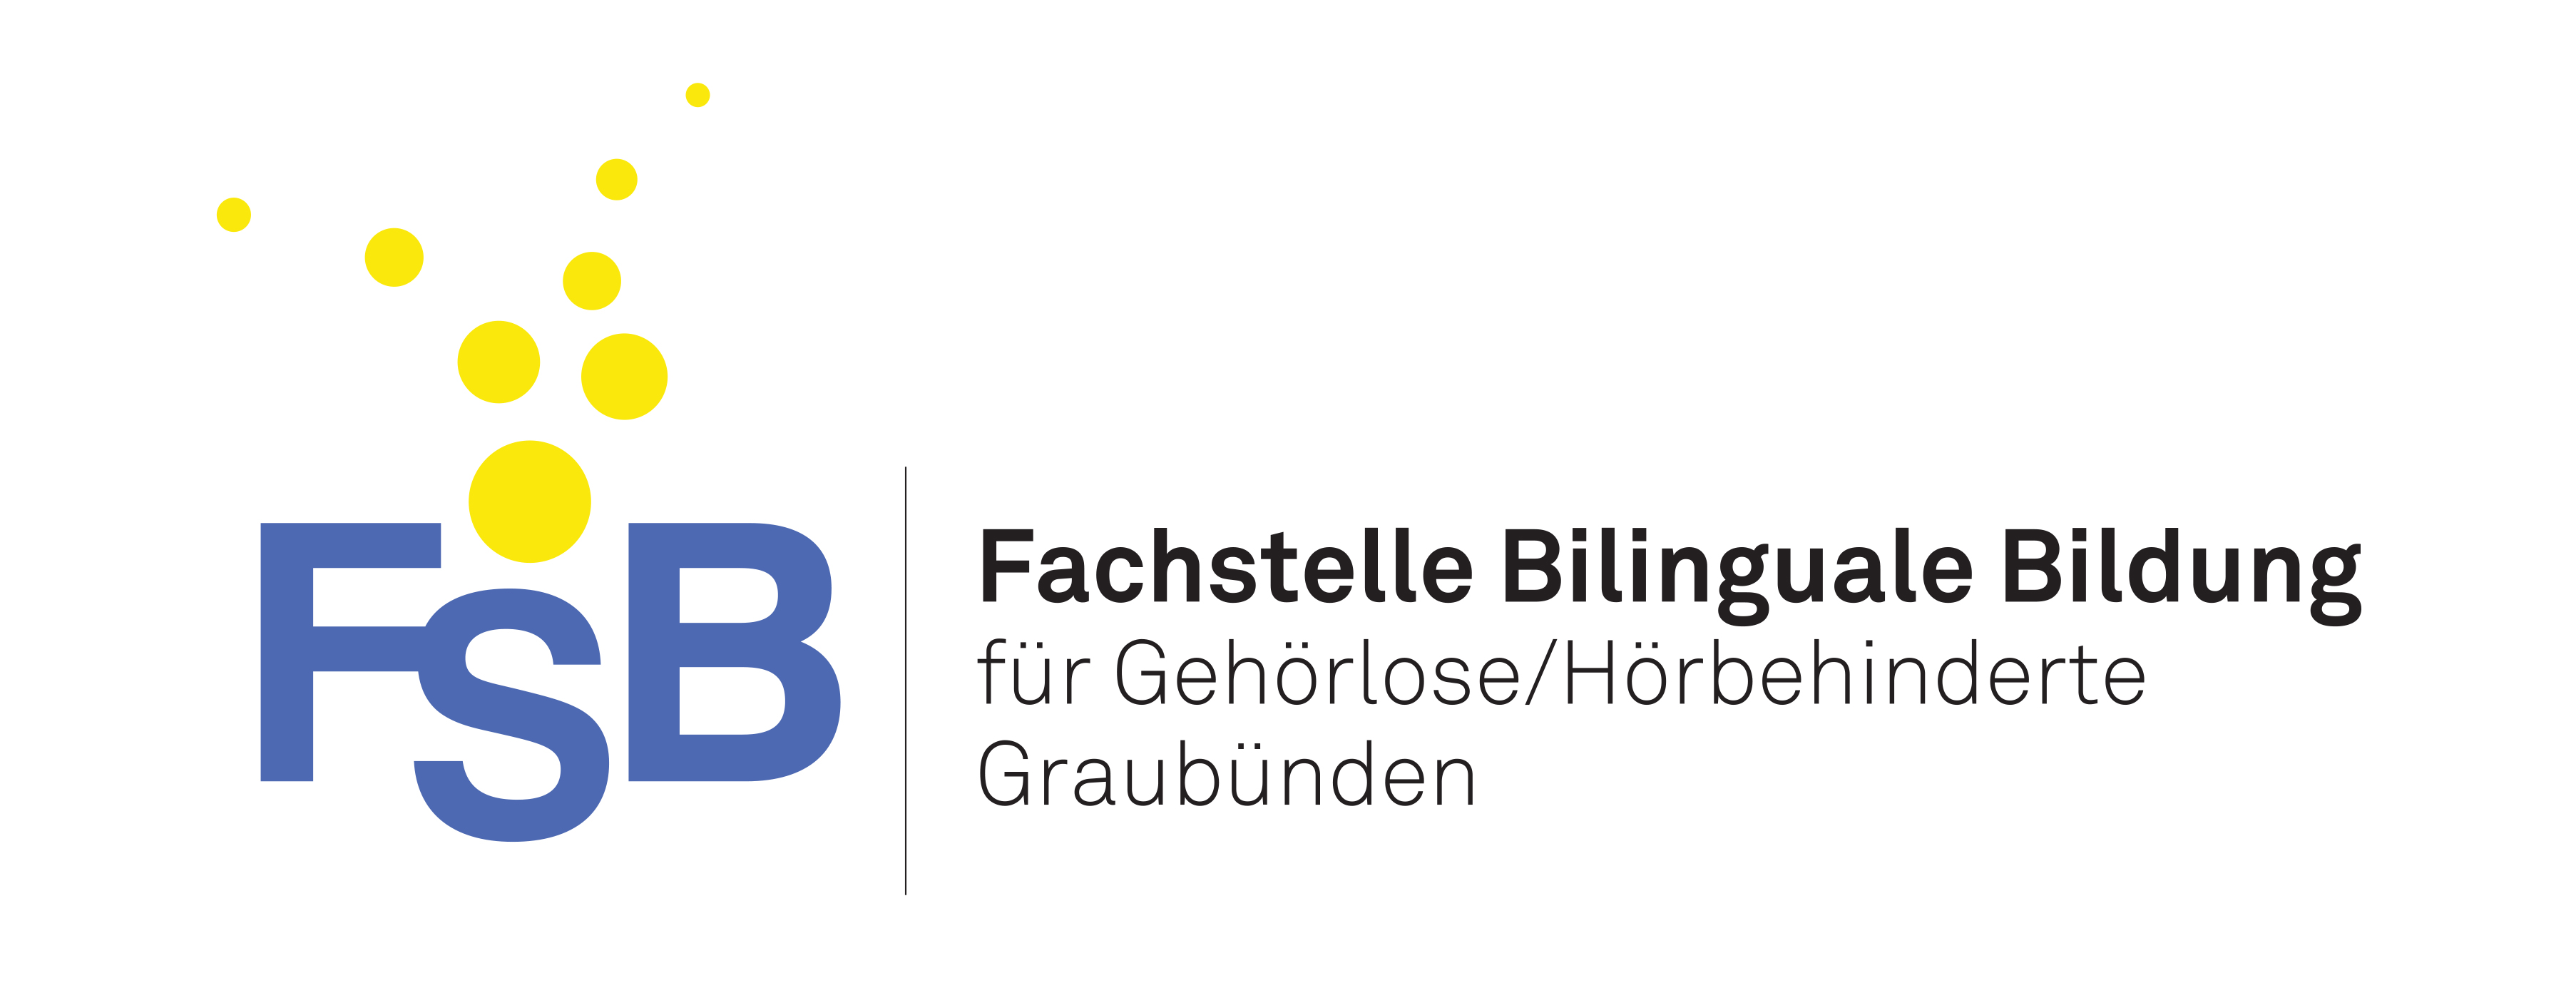 FSB
Fachstelle Bilinguale Bildung
für Gehörlose/Hörbehinderte
Graubünden